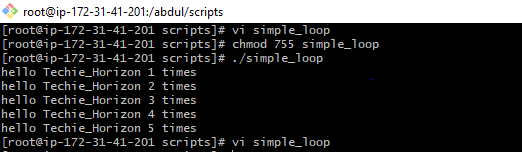 root@ip-172-31-41-201:/abdul/scripts
[root@ip-172-31-41-201 scripts]# vi simple_loop
[root@ip-172-31-41-201 scripts]# chmod 755 simple_loop
[root@ip-172-31-41-201 scripts]# ./simple_loop
hello Techie_Horizon 1 times
hello Techie_Horizon 2 times
hello Techie_Horizon 3 times
hello Techie_Horizon 4 times
hello Techie_Horizon 5 times
[root@ip-172-31-41-201 scripts]# vi simple_loop